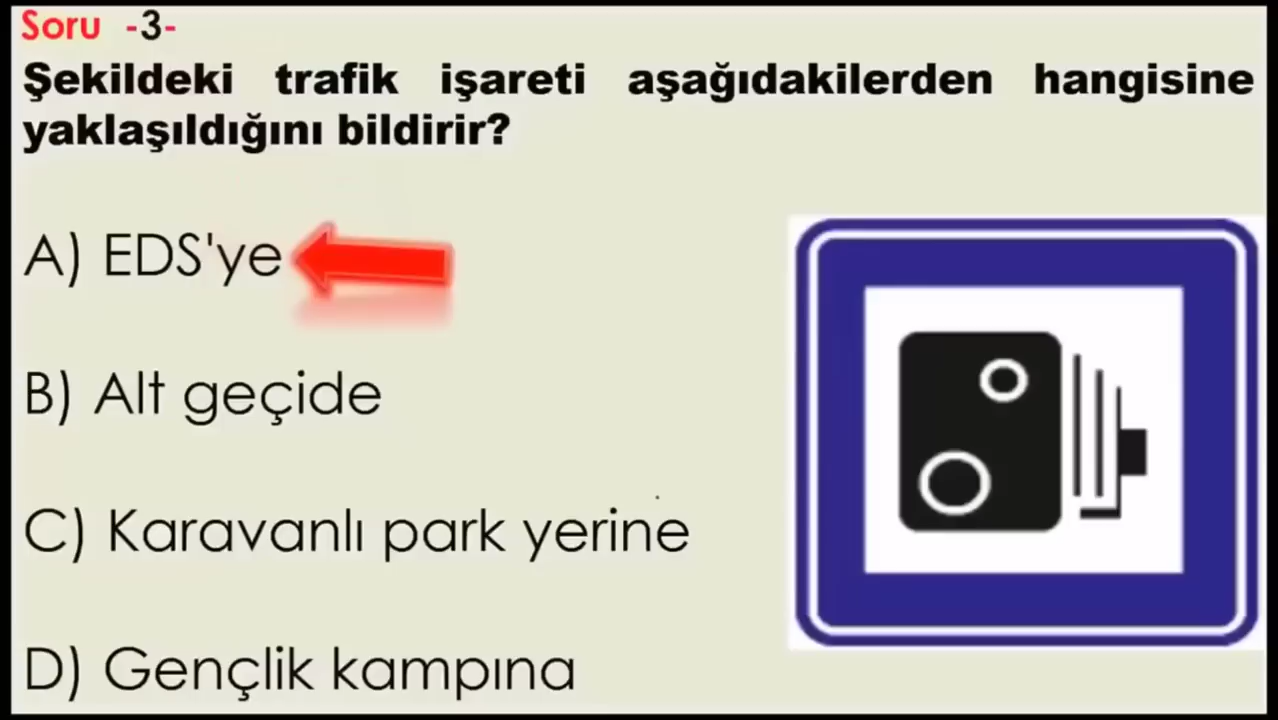 Soru -3-
Şekildeki trafik işareti aşağıdakilerden hangisine
yaklaşıldığını bildirir?
A) EDS'ye
B) Alt geçide
C) Karavanlı park yerine
D) Gençlik kampına